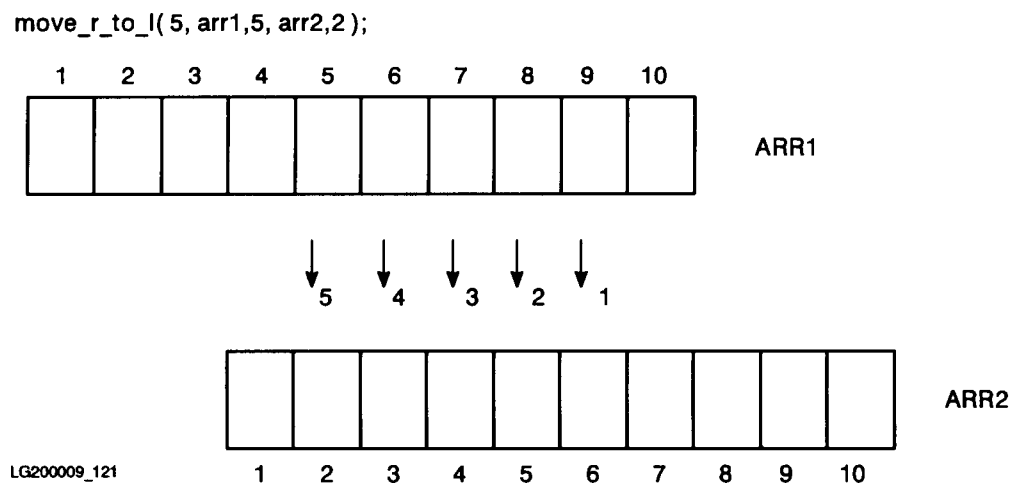 move_r_to_l( 5, arr1,5, arr2,2 );
1 2 3 4 5 6 7 8 9 10
ARR1
5 4 3 2 1
ARR2
LG200009_121
1 2 3 4 5 6 7 8 9 10